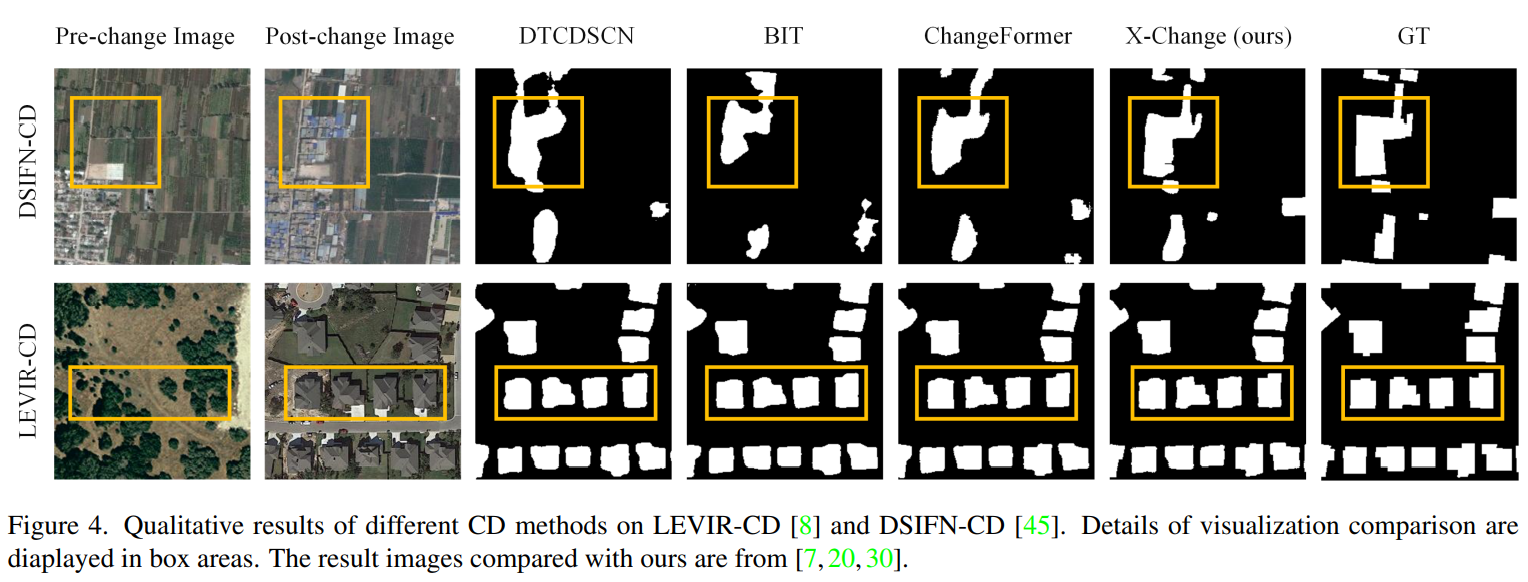 Pre-change Image Post-change Image DTCDSCN BIT ChangeFormer X-Change (ours) GT
DSIFN-CD
LEVIR-CD
Figure 4. Qualitative results of different CD methods on LEVIR-CD [8] and DSIFN-CD [45]. Details of visualization comparison are
diaplayed in box areas. The result images compared with ours are from [7, 20, 30].